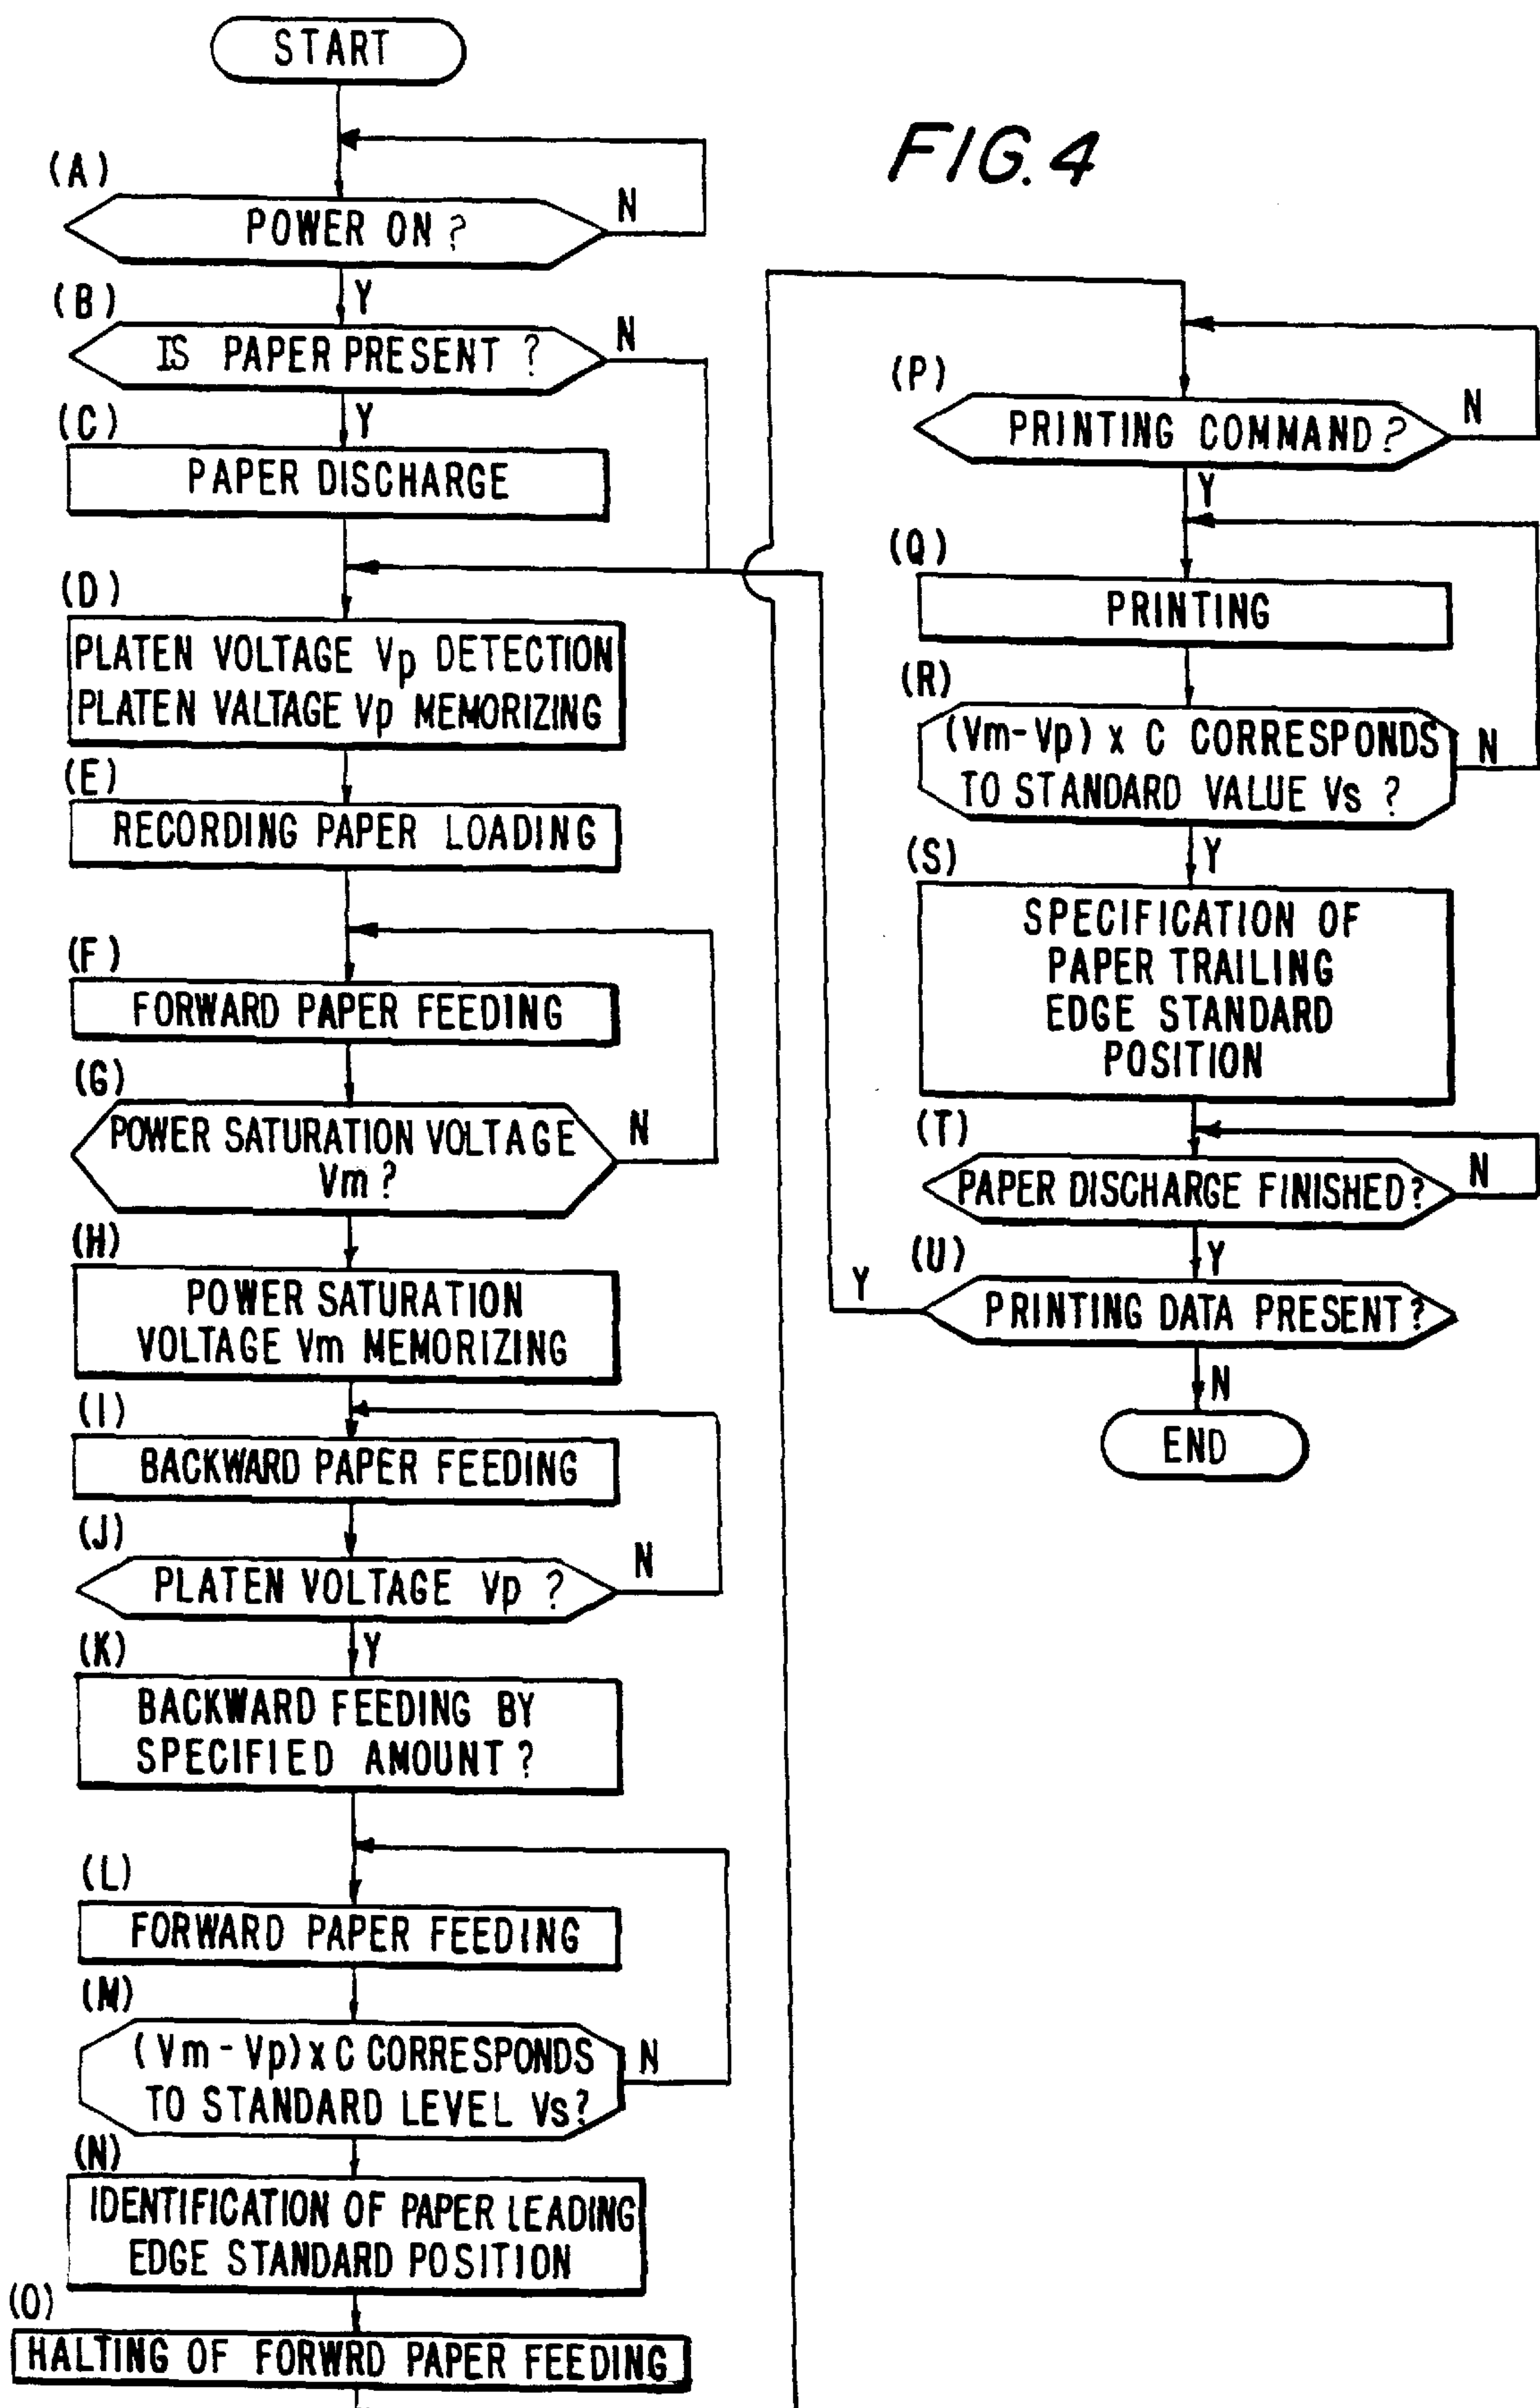 START
FIG. 4
(A)
POWER ON ?
N
Y
(B)
IS PAPER PRESENT ?
N
Y
(C)
PAPER DISCHARGE
(D)
PLATEN VOLTAGE Vp DETECTION
PLATEN VALTAGE Vp MEMORIZING
(E)
RECORDING PAPER LOADING
(F)
FORWARD PAPER FEEDING
(G)
POWER SATURATION VOLTAGE
Vm ?
N
(H)
POWER SATURATION
VOLTAGE Vm MEMORIZING
(I)
BACKWARD PAPER FEEDING
(J)
PLATEN VOLTAGE Vp ?
N
Y
(K)
BACKWARD FEEDING BY
SPECIFIED AMOUNT ?
(L)
FORWARD PAPER FEEDING
(M)
(Vm - Vp) x C CORRESPONDS
TO STANDARD LEVEL Vs?
N
(N)
IDENTIFICATION OF PAPER LEADING
EDGE STANDARD POSITION
(O)
HALTING OF FORWRD PAPER FEEDING
(P)
PRINTING COMMAND ?
N
Y
(Q)
PRINTING
(R)
(Vm-Vp) x C CORRESPONDS
TO STANDARD VALUE Vs ?
N
Y
(S)
SPECIFICATION OF
PAPER TRAILING
EDGE STANDARD
POSITION
(T)
PAPER DISCHARGE FINISHED?
N
Y
(U)
PRINTING DATA PRESENT?
Y
N
END